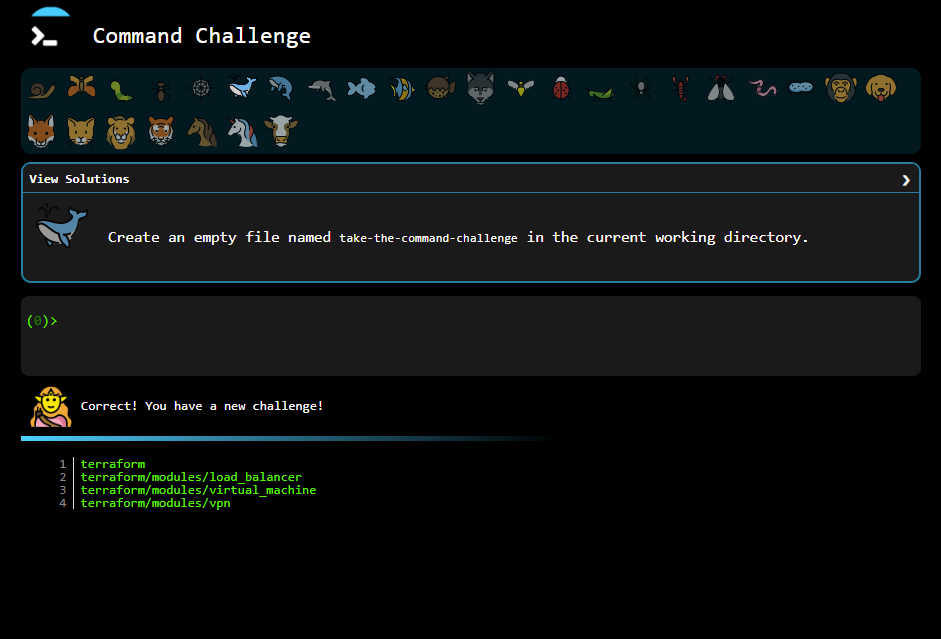 Command Challenge
View Solutions
Create an empty file named take-the-command-challenge in the current working directory.
(0)>
Correct! You have a new challenge!
1 terraform
2 terraform/modules/load_balancer
3 terraform/modules/virtual_machine
4 terraform/modules/vpn